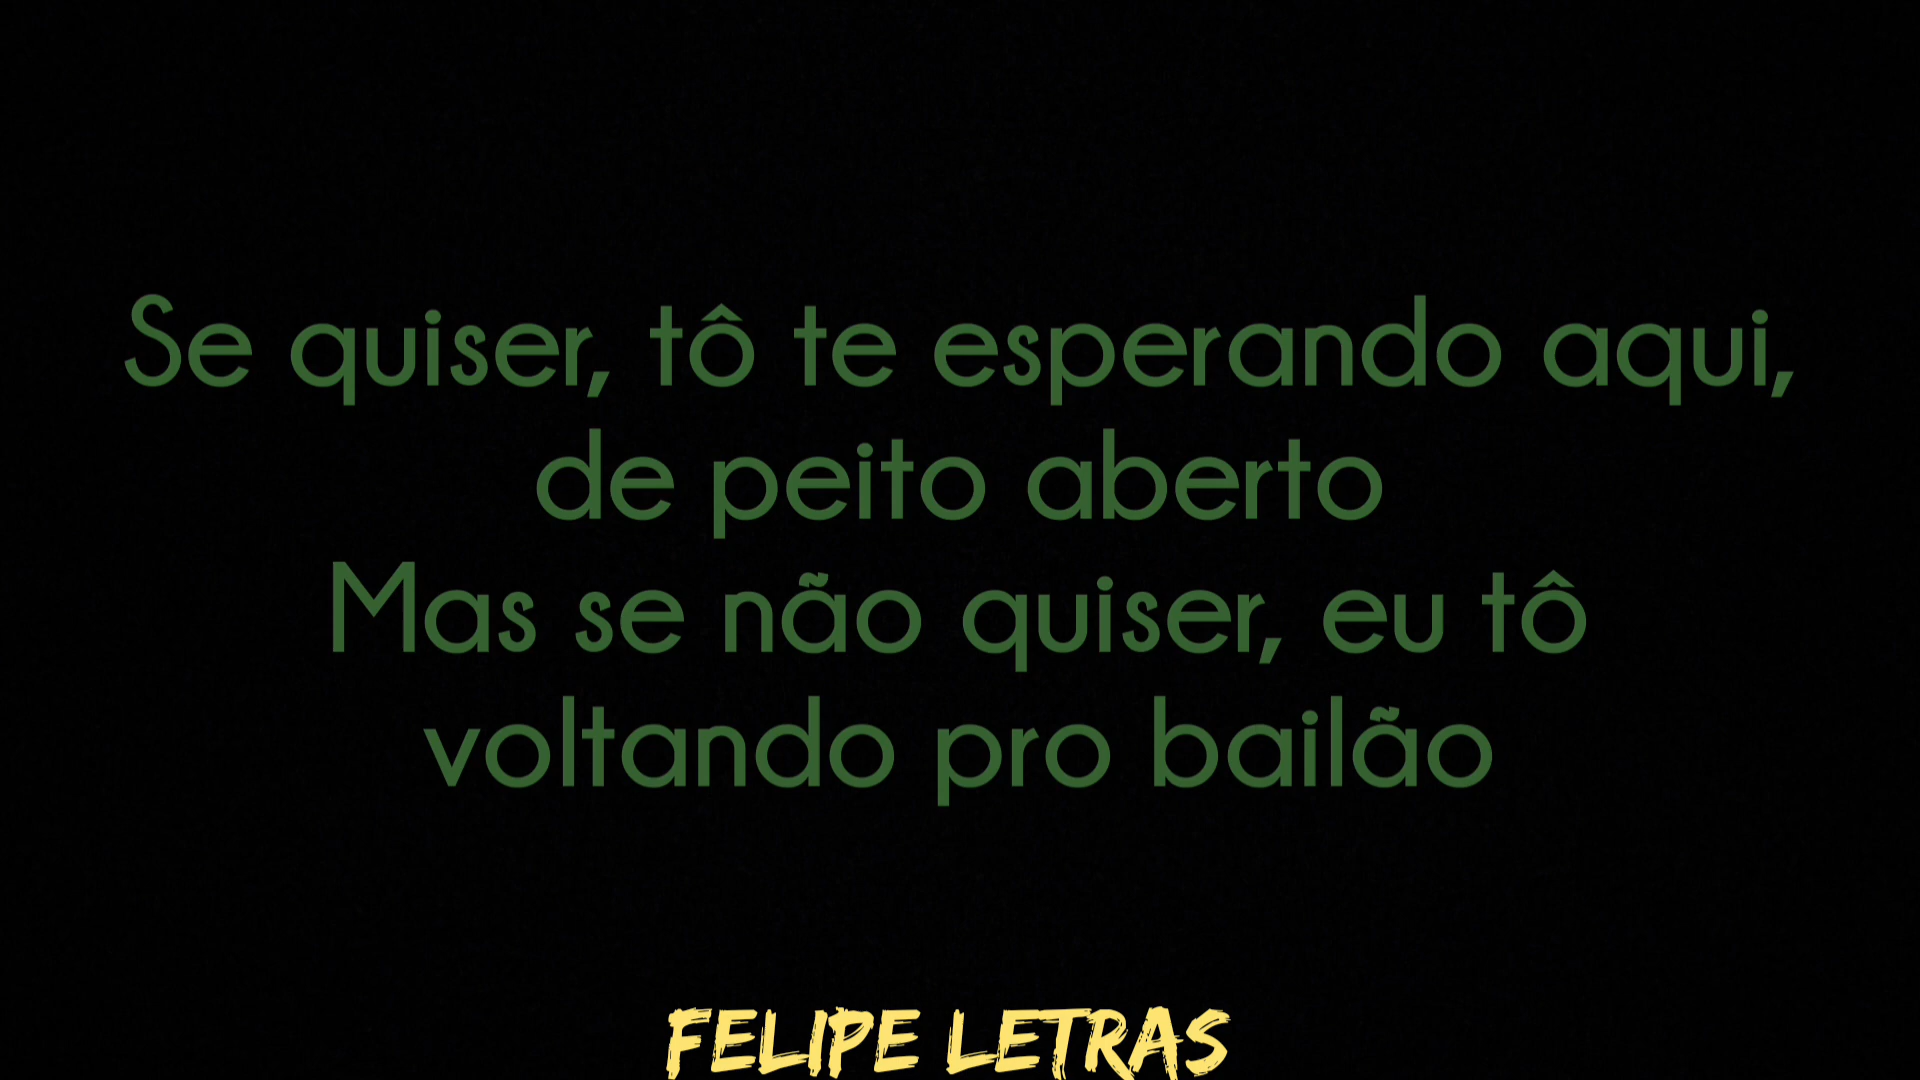 Se quiser, tô te esperando aqui,
de peito aberto
Mas se não quiser, eu tô
voltando pro bailão
FELIPE LETRAS